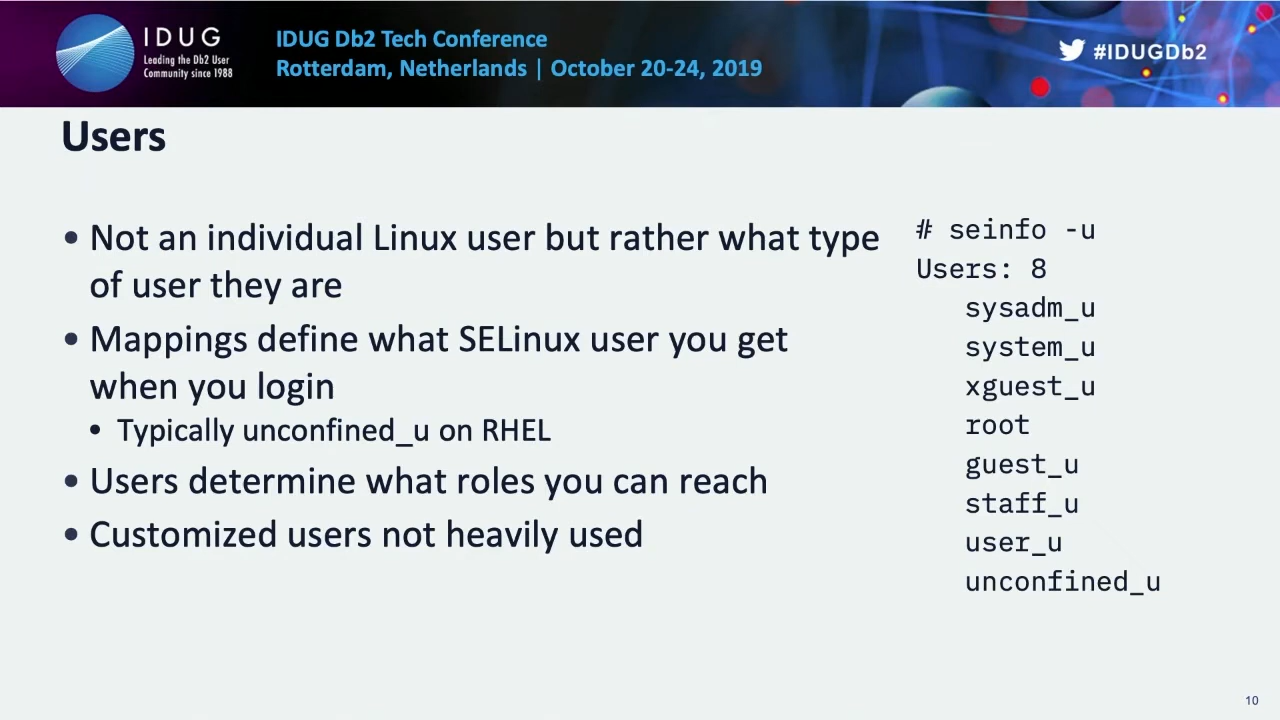 IDUG
Leading the Db2 User
Community since 1988
IDUG Db2 Tech Conference
Rotterdam, Netherlands | October 20-24, 2019
#IDUGDb2
Users
• Not an individual Linux user but rather what type
of user they are
• Mappings define what SELinux user you get
when you login
• Typically unconfined_u on RHEL
• Users determine what roles you can reach
• Customized users not heavily used
# seinfo -u
Users: 8
sysadm_u
system_u
xguest_u
root
guest_u
staff_u
user_u
unconfined_u
10